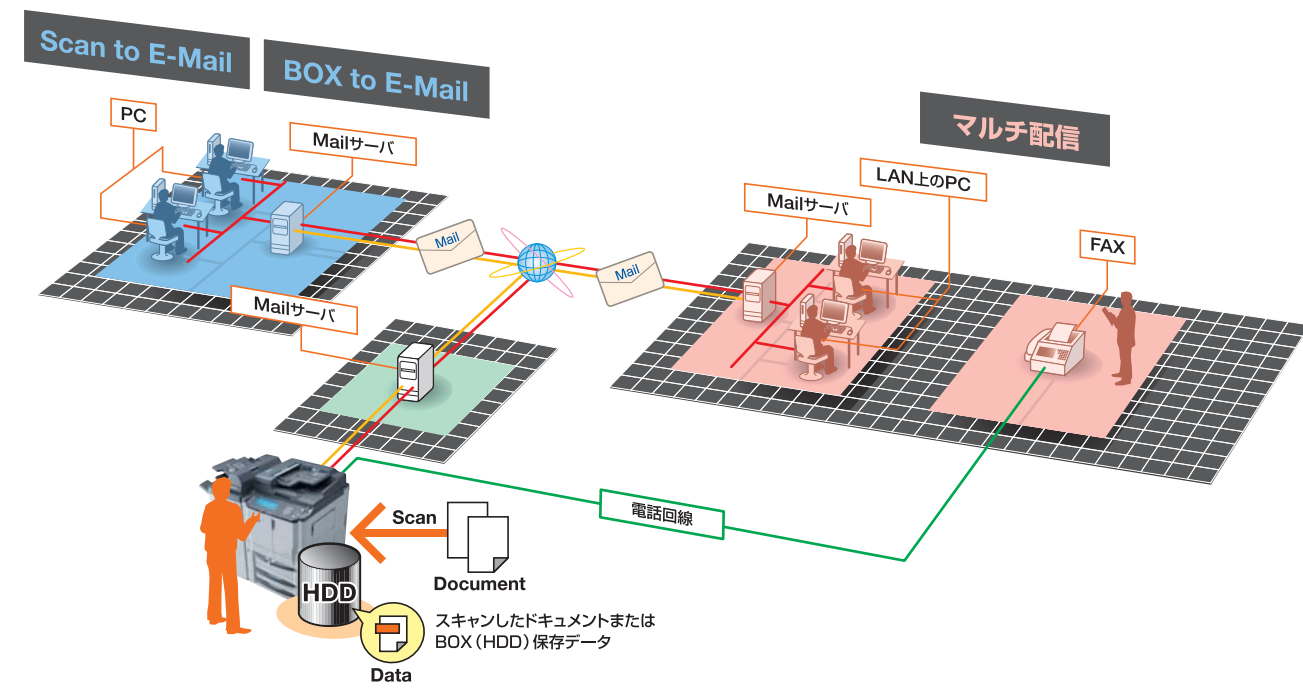 Scan to E-Mail
BOX to E-Mail
マルチ配信
PC
Mailサーバ
LAN上のPC
Mailサーバ
FAX
Mail
Mail
Mailサーバ
電話回線
Scan
Document
HDD
スキャンしたドキュメントまたは
BOX（HDD）保存データ
Data